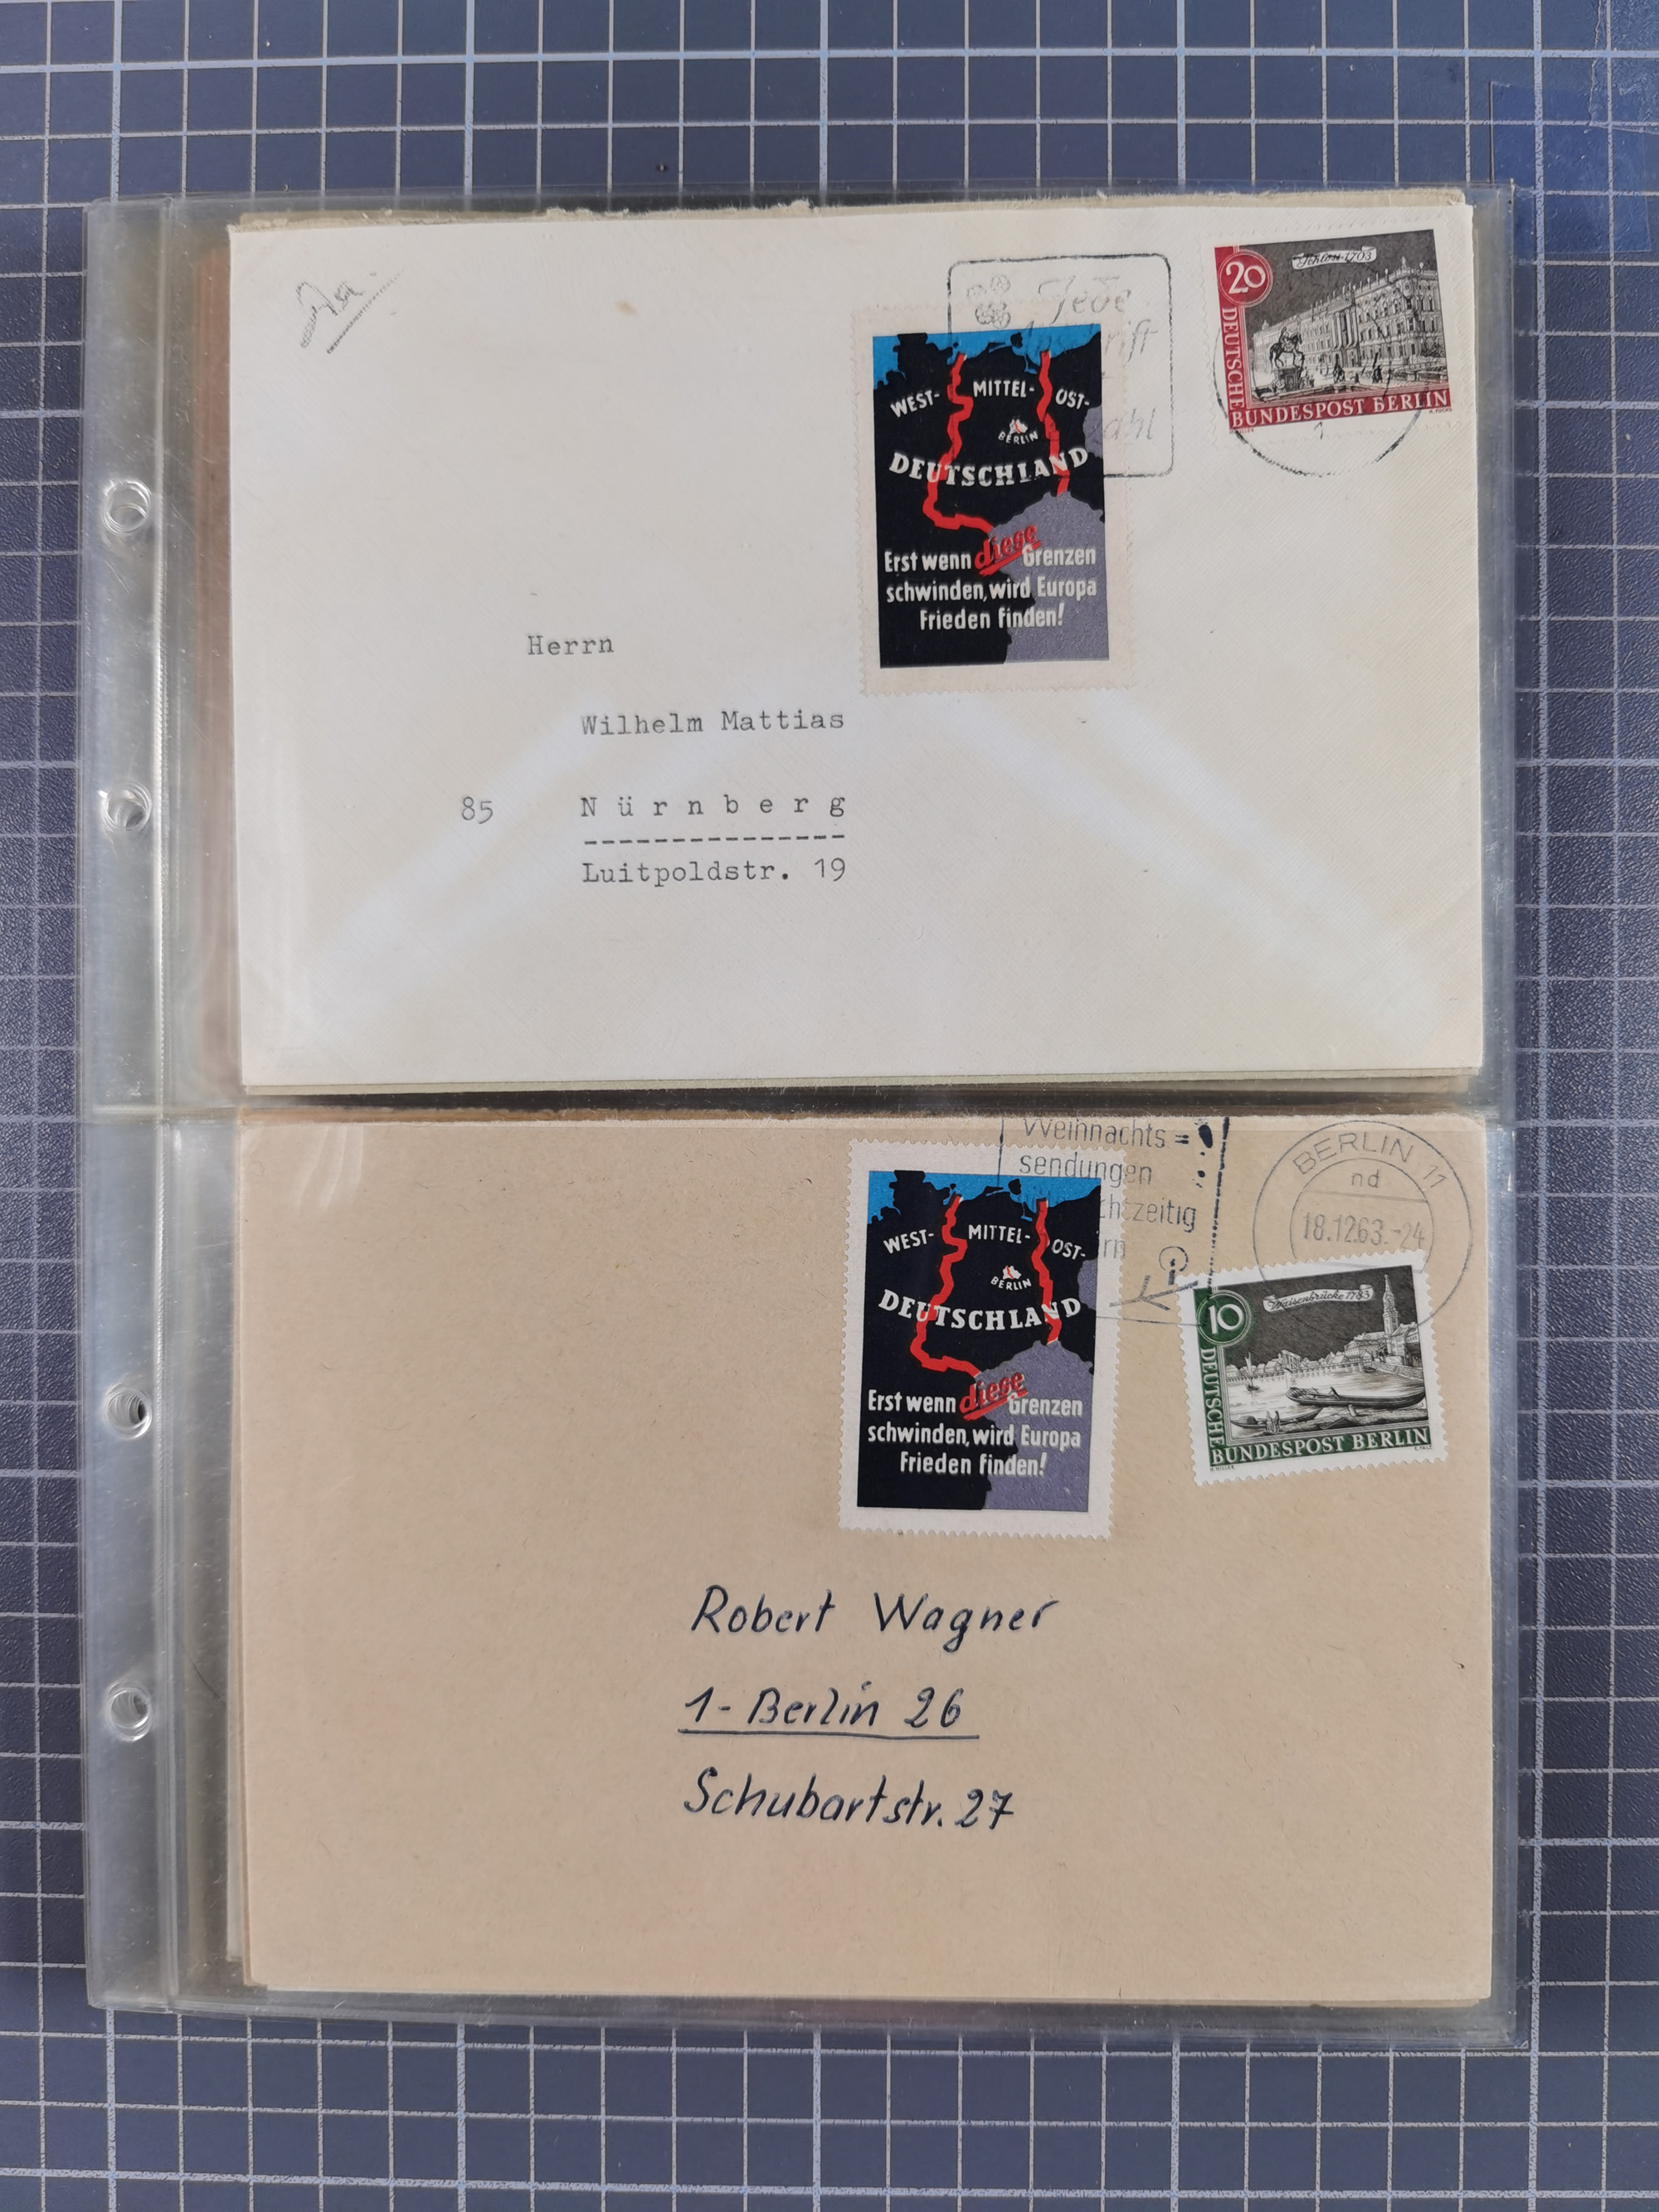 Jede
20
Schloss 1703
DEUTSCHE
BUNDESPOST BERLIN
1
WEST- MITTEL- OST-
BERLIN
DEUTSCHLAND
Erst wenn diese Grenzen
schwinden, wird Europa
Frieden finden!
Herrn
Wilhelm Mattias
85 Nürnberg
Luitpoldstr. 19
Weihnachts=
sendungen
BERLIN 11
nd
18.12.63.-24
10
Waisenbrücke 1783
DEUTSCHE
BUNDESPOST BERLIN
WEST- MITTEL- OST-
BERLIN
DEUTSCHLAND
Erst wenn diese Grenzen
schwinden, wird Europa
Frieden finden!
Robert Wagner
1-Berlin 26
Schubartstr. 27